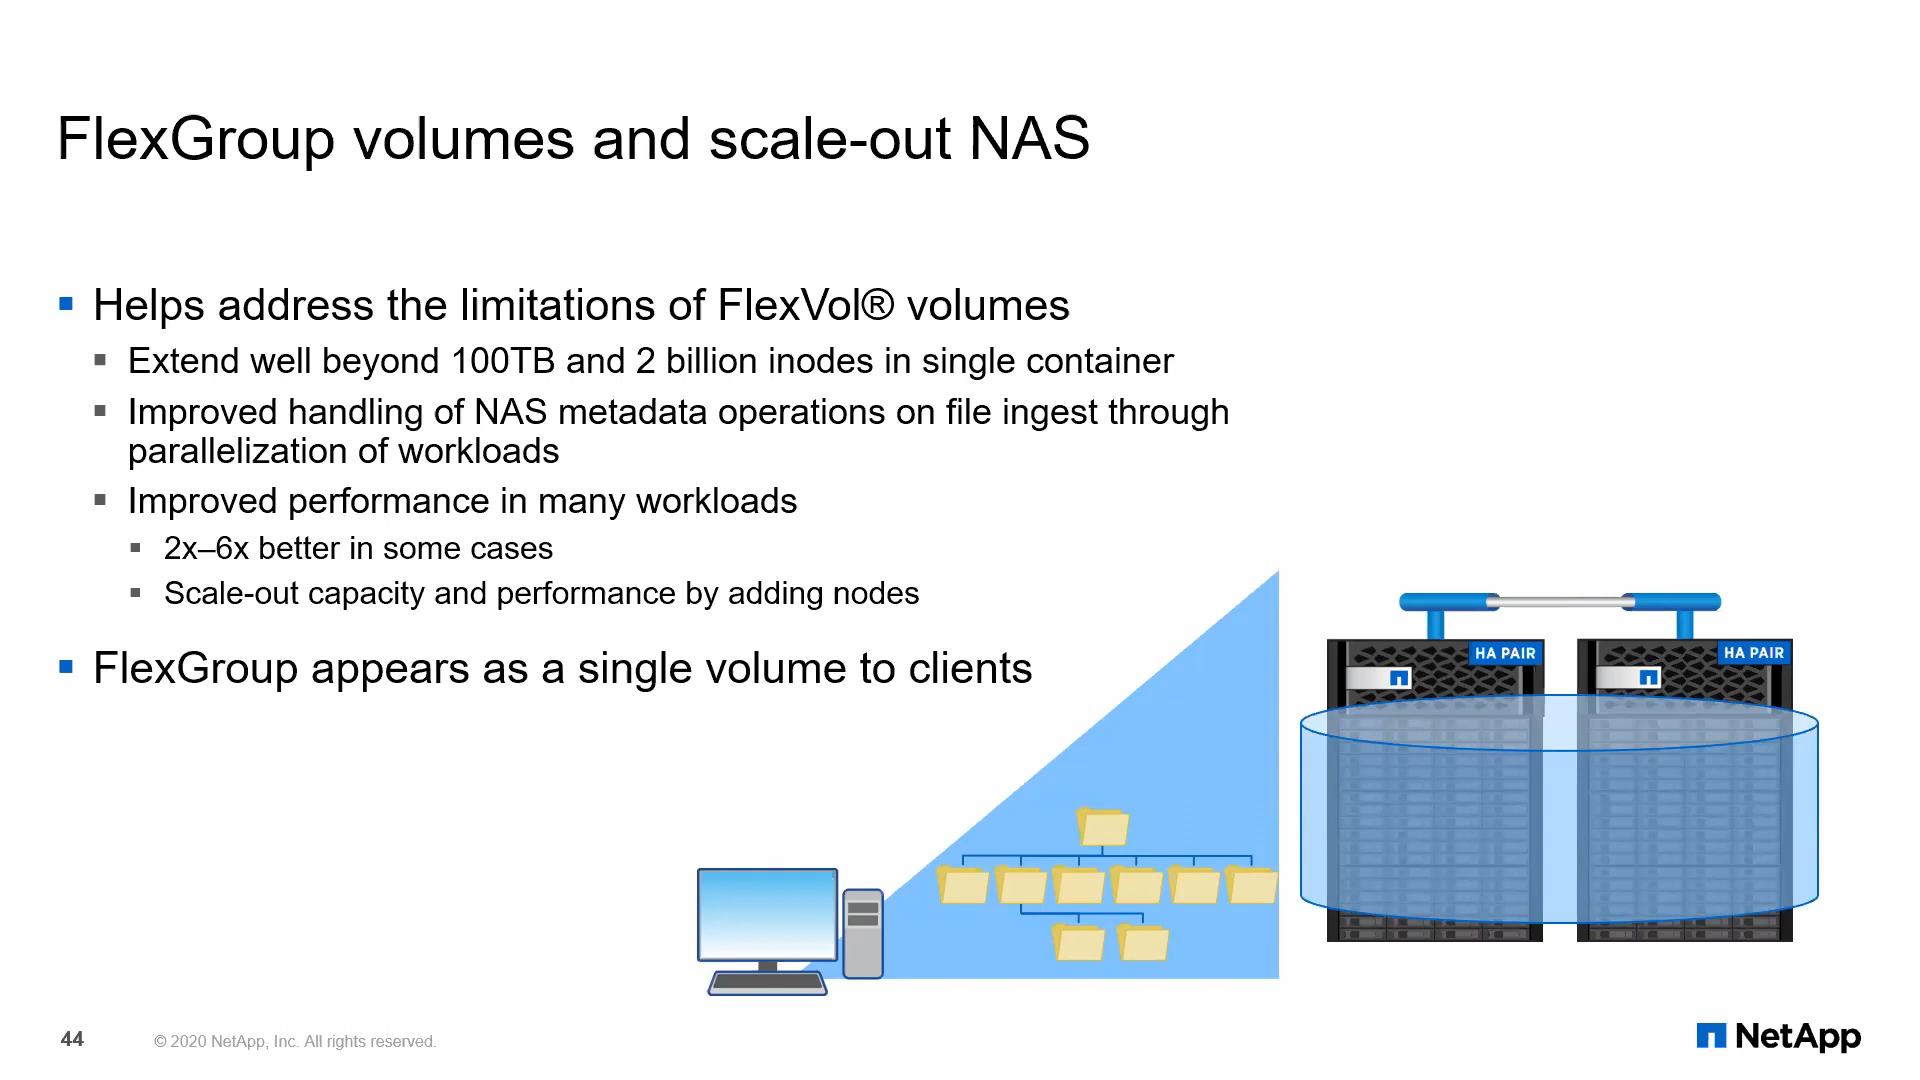 FlexGroup volumes and scale-out NAS
Helps address the limitations of FlexVol® volumes
Extend well beyond 100TB and 2 billion inodes in single container
Improved handling of NAS metadata operations on file ingest through
parallelization of workloads
Improved performance in many workloads
2x–6x better in some cases
Scale-out capacity and performance by adding nodes
FlexGroup appears as a single volume to clients
HA PAIR
HA PAIR
44
© 2020 NetApp, Inc. All rights reserved.
NetApp